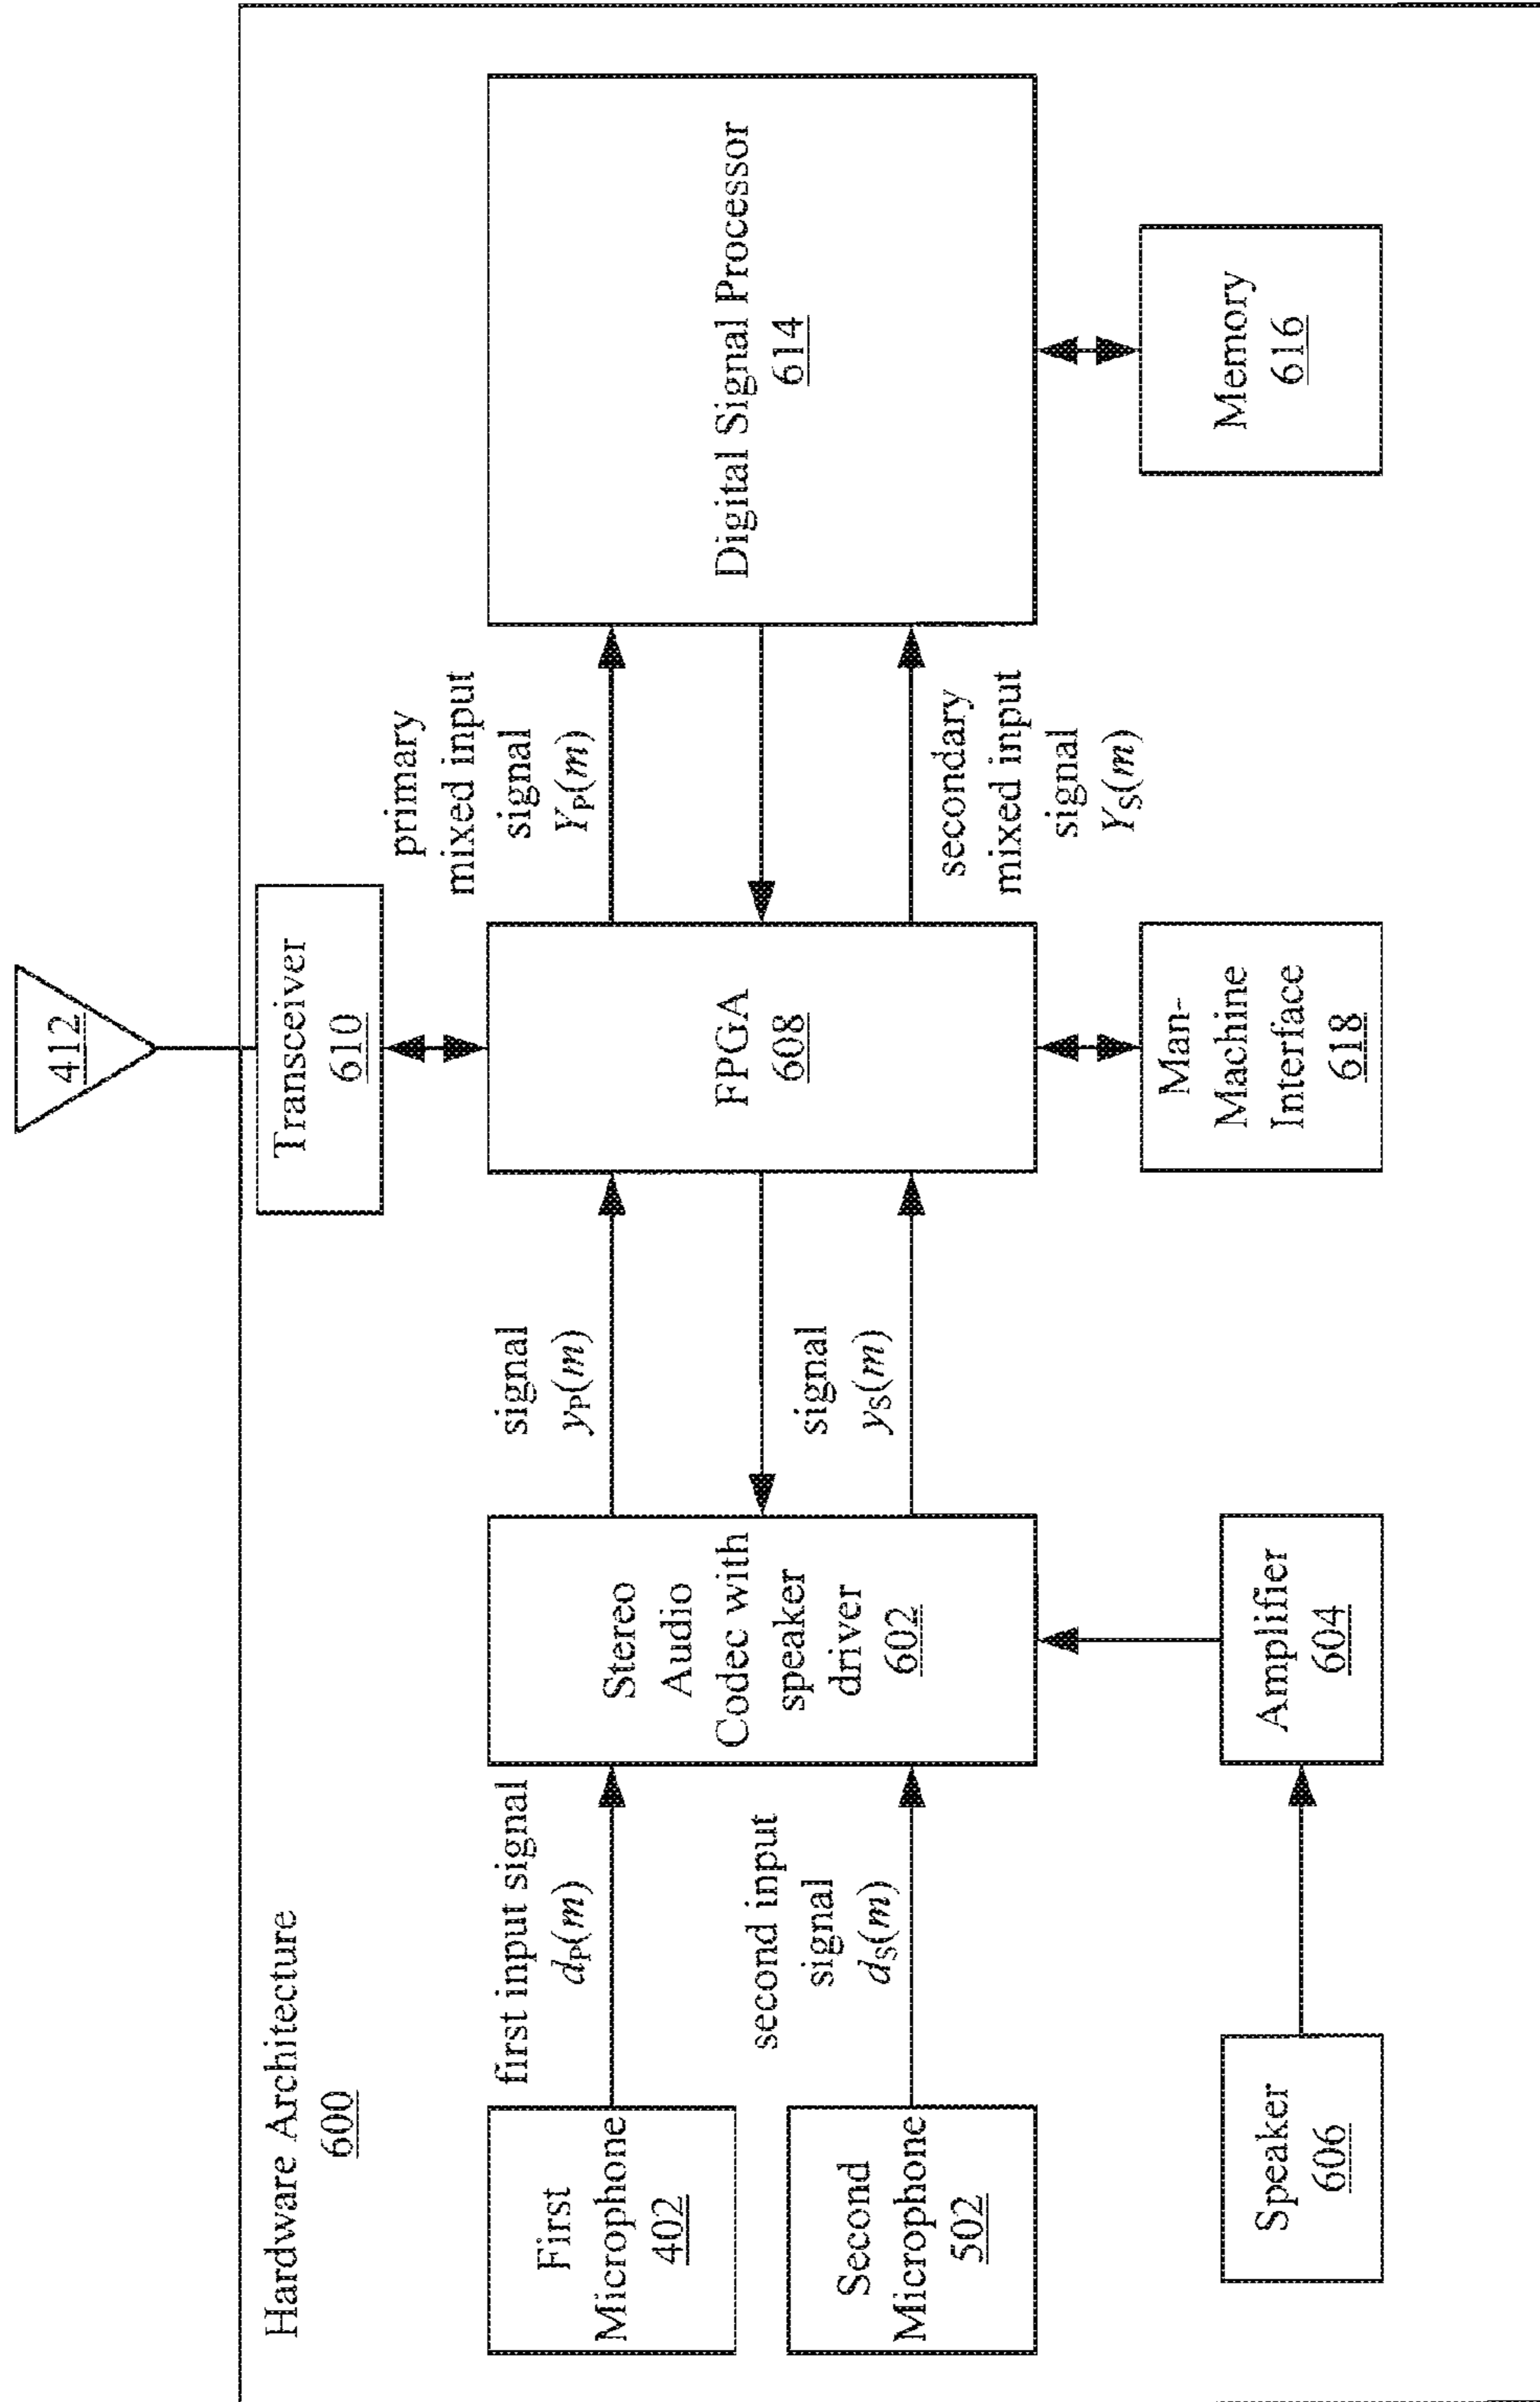 Hardware Architecture
600
412
Transceiver
610
First
Microphone
402
first input signal
dP(m)
Second
Microphone
502
second input
signal
dS(m)
Stereo
Audio
Codec with
speaker
driver
602
signal
yP(m)
signal
yS(m)
FPGA
608
primary
mixed input
signal
YP(m)
secondary
mixed input
signal
YS(m)
Digital Signal Processor
614
Speaker
606
Amplifier
604
Man-
Machine
Interface
618
Memory
616